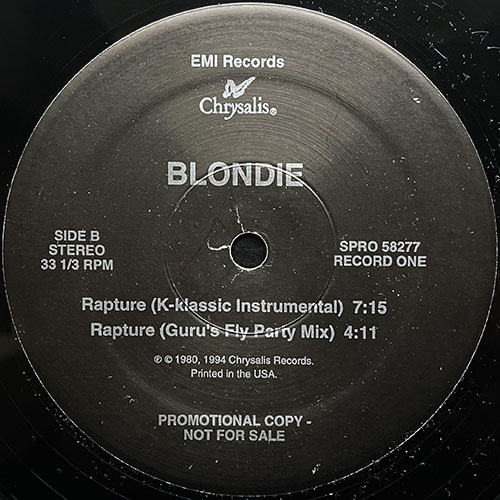 EMI Records
Chrysalis®
BLONDIE
SIDE B
STEREO
33 1/3 RPM
SPRO 58277
RECORD ONE
Rapture (K-klassic Instrumental) 7:15
Rapture (Guru's Fly Party Mix) 4:11
℗ © 1980, 1994 Chrysalis Records.
Printed in the USA.
PROMOTIONAL COPY -
NOT FOR SALE